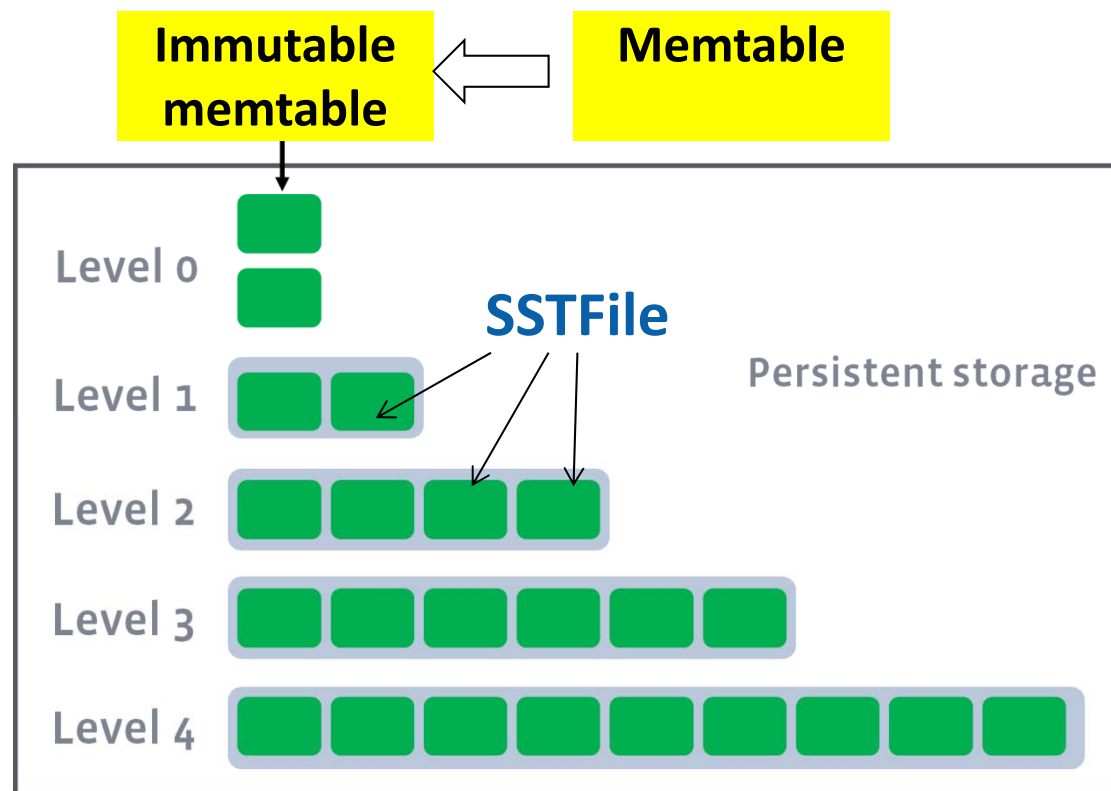 Immutable
memtable
Memtable
Level 0
SSTFile
Level 1
Persistent storage
Level 2
Level 3
Level 4